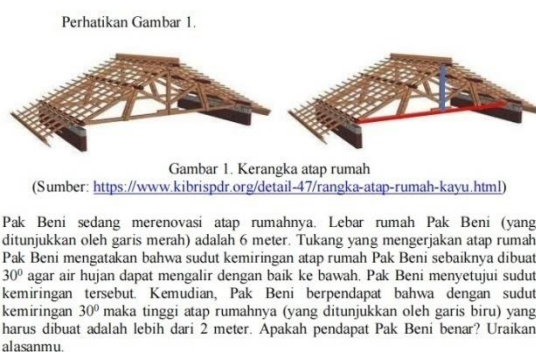 Perhatikan Gambar 1.
Gambar 1. Kerangka atap rumah
(Sumber: https://www.kibrispdr.org/detail-47/rangka-atap-rumah-kayu.html)
Pak Beni sedang merenovasi atap rumahnya. Lebar rumah Pak Beni (yang
ditunjukkan oleh garis merah) adalah 6 meter. Tukang yang mengerjakan atap rumah
Pak Beni mengatakan bahwa sudut kemiringan atap rumah Pak Beni sebaiknya dibuat
30⁰ agar air hujan dapat mengalir dengan baik ke bawah. Pak Beni menyetujui sudut
kemiringan tersebut. Kemudian, Pak Beni berpendapat bahwa dengan sudut
kemiringan 30⁰ maka tinggi atap rumahnya (yang ditunjukkan oleh garis biru) yang
harus dibuat adalah lebih dari 2 meter. Apakah pendapat Pak Beni benar? Uraikan
alasanmu.